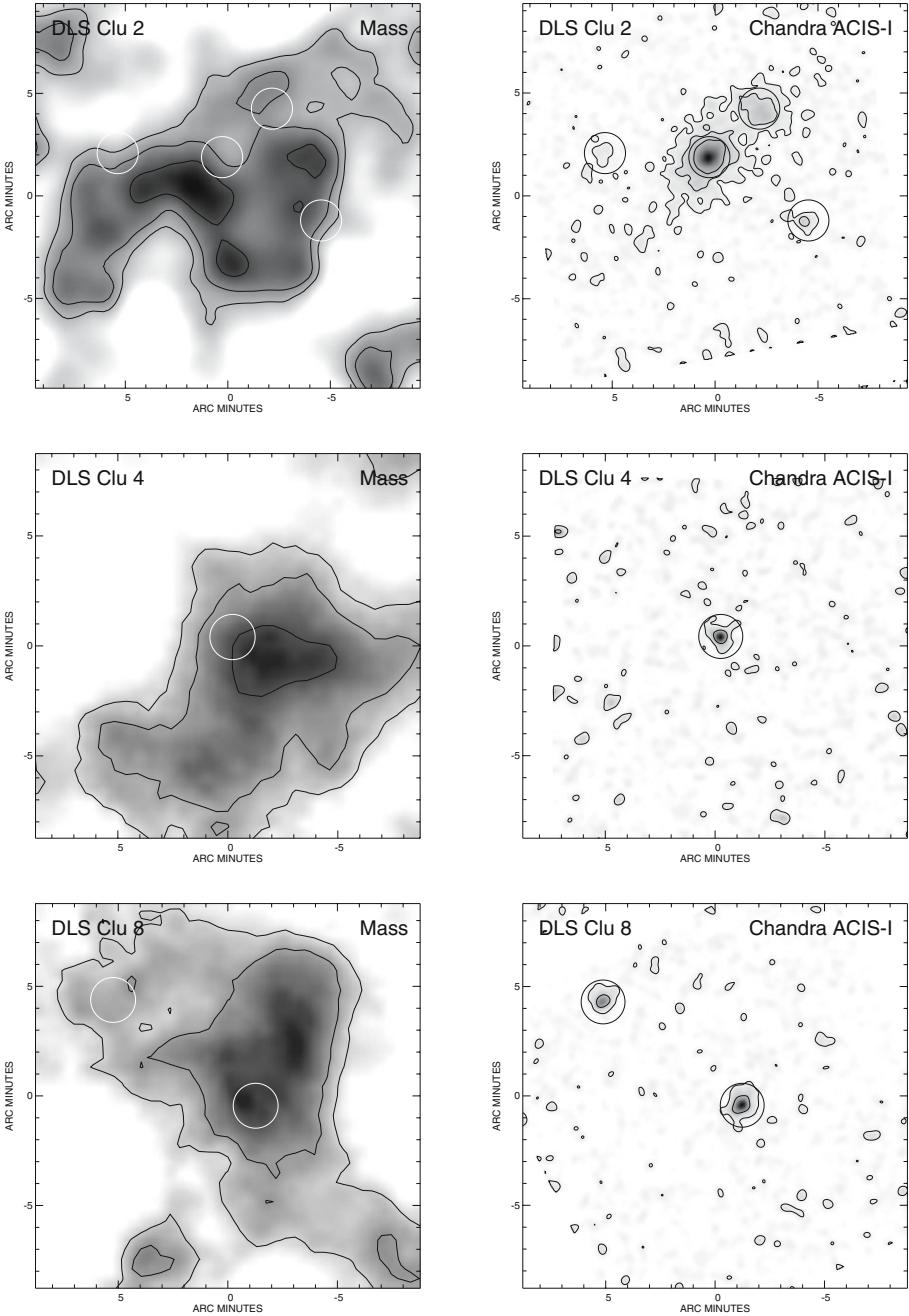 DLS Clu 2 Mass
5
0
-5
ARC MINUTES
5 0 -5
ARC MINUTES
DLS Clu 2 Chandra ACIS-I
5
0
-5
ARC MINUTES
5 0 -5
ARC MINUTES
DLS Clu 4 Mass
5
0
-5
ARC MINUTES
5 0 -5
ARC MINUTES
DLS Clu 4 Chandra ACIS-I
5
0
-5
ARC MINUTES
5 0 -5
ARC MINUTES
DLS Clu 8 Mass
5
0
-5
ARC MINUTES
5 0 -5
ARC MINUTES
DLS Clu 8 Chandra ACIS-I
5
0
-5
ARC MINUTES
5 0 -5
ARC MINUTES